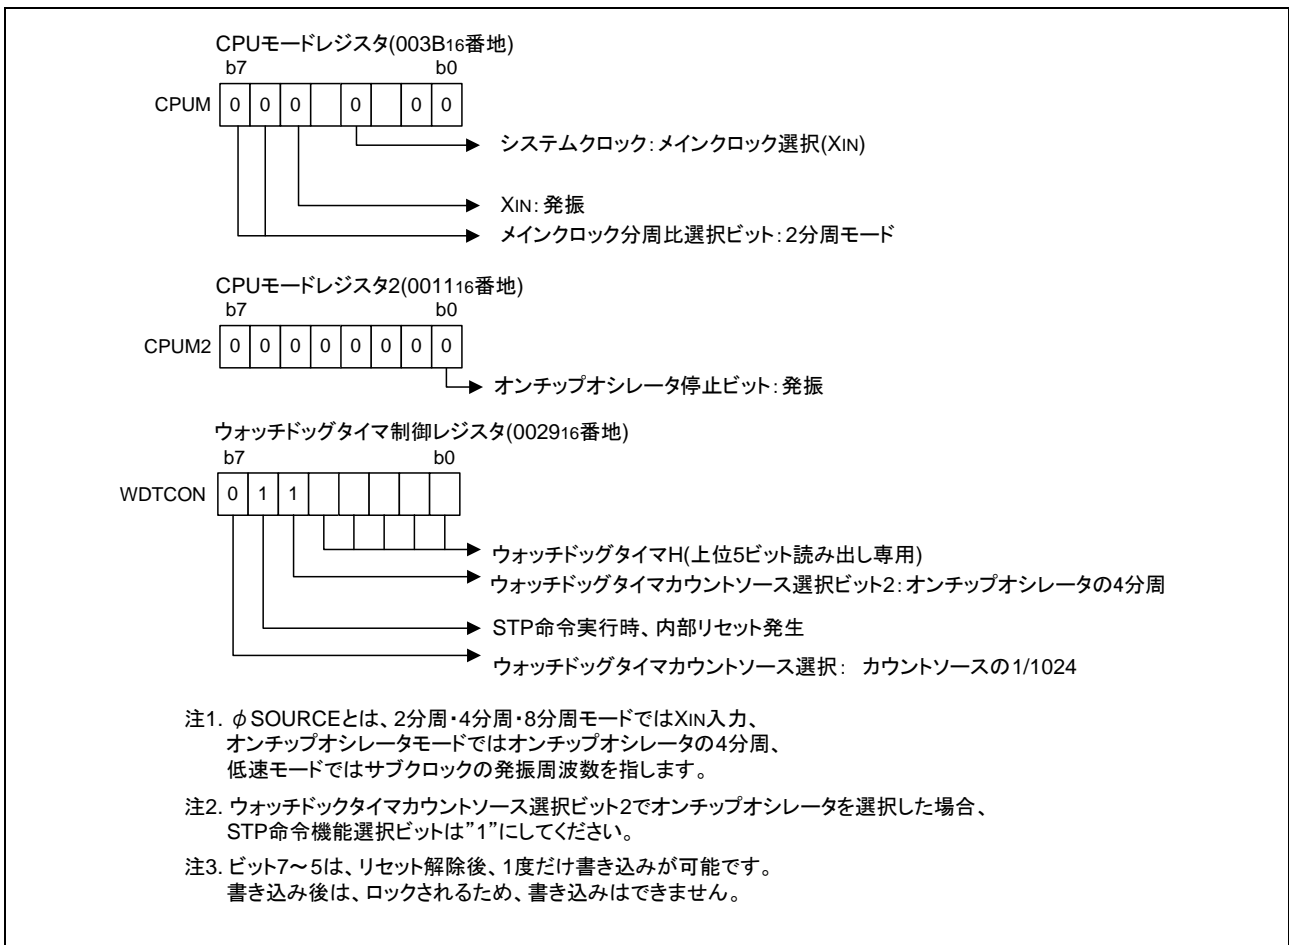 CPUモードレジスタ(003B16番地)
b7 b0
CPUM 0 0 0 0 0 0
システムクロック：メインクロック選択(XIN)
XIN：発振
メインクロック分周比選択ビット：2分周モード
CPUモードレジスタ2(001116番地)
b7 b0
CPUM2 0 0 0 0 0 0 0 0
オンチップオシレータ停止ビット：発振
ウォッチドッグタイマ制御レジスタ(002916番地)
b7 b0
WDTCON 0 1 1
ウォッチドッグタイマH(上位5ビット読み出し専用)
ウォッチドッグタイマカウントソース選択ビット2：オンチップオシレータの4分周
STP命令実行時、内部リセット発生
ウォッチドッグタイマカウントソース選択： カウントソースの1/1024
注1. φSOURCEとは、2分周・4分周・8分周モードではXIN入力、
オンチップオシレータモードではオンチップオシレータの4分周、
低速モードではサブクロックの発振周波数を指します。
注2. ウォッチドックタイマカウントソース選択ビット2でオンチップオシレータを選択した場合、
STP命令機能選択ビットは”1”にしてください。
注3. ビット7～5は、リセット解除後、1度だけ書き込みが可能です。
書き込み後は、ロックされるため、書き込みはできません。